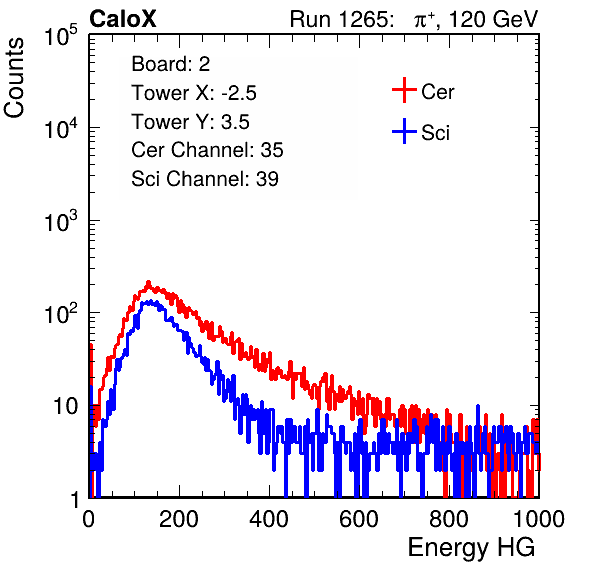 CaloX Run 1265: π⁺, 120 GeV
Counts
10⁵
10⁴
10³
10²
10
1
Board: 2
Tower X: -2.5
Tower Y: 3.5
Cer Channel: 35
Sci Channel: 39
Cer
Sci
0 200 400 600 800 1000
Energy HG